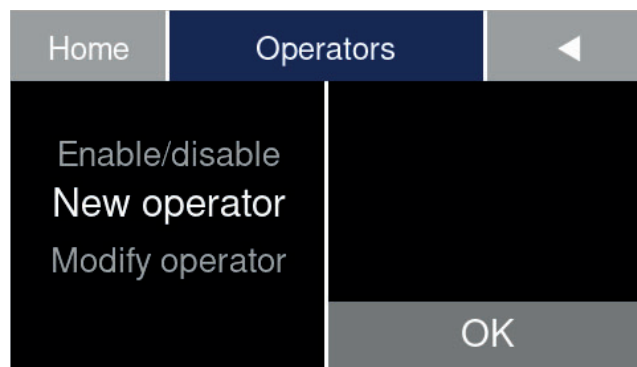 Home
Operators
Enable/disable
New operator
Modify operator
OK